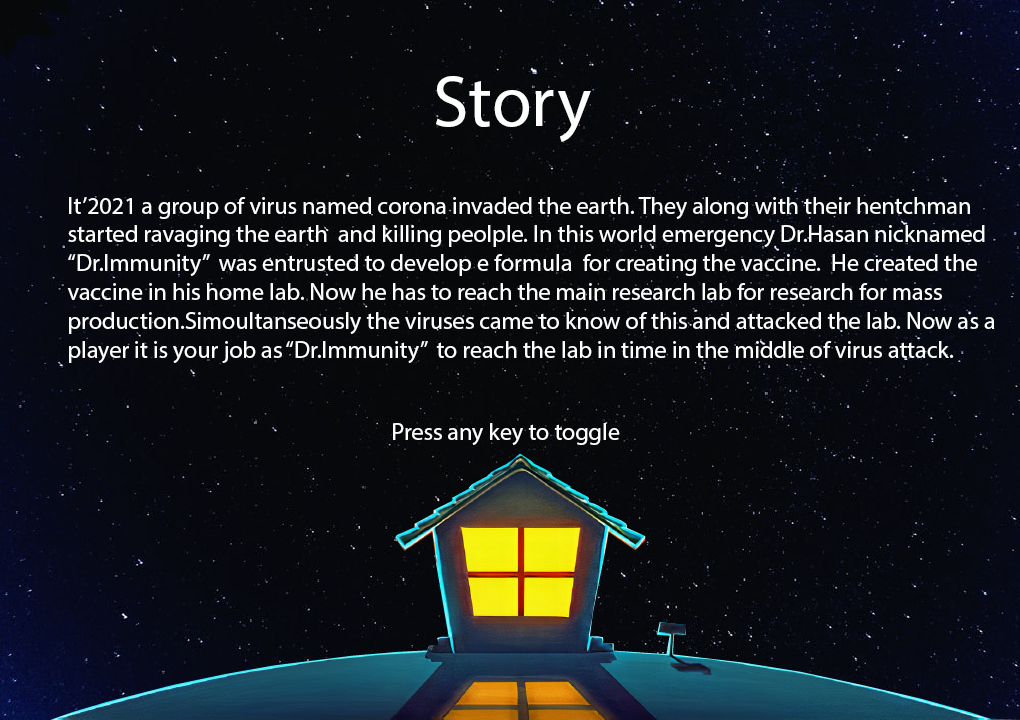 Story
It’2021 a group of virus named corona invaded the earth. They along with their hentchman
started ravaging the earth and killing peolple. In this world emergency Dr.Hasan nicknamed
“Dr.Immunity” was entrusted to develop e formula for creating the vaccine. He created the
vaccine in his home lab. Now he has to reach the main research lab for research for mass
production.Simoultanseously the viruses came to know of this and attacked the lab. Now as a
player it is your job as “Dr.Immunity” to reach the lab in time in the middle of virus attack.
Press any key to toggle